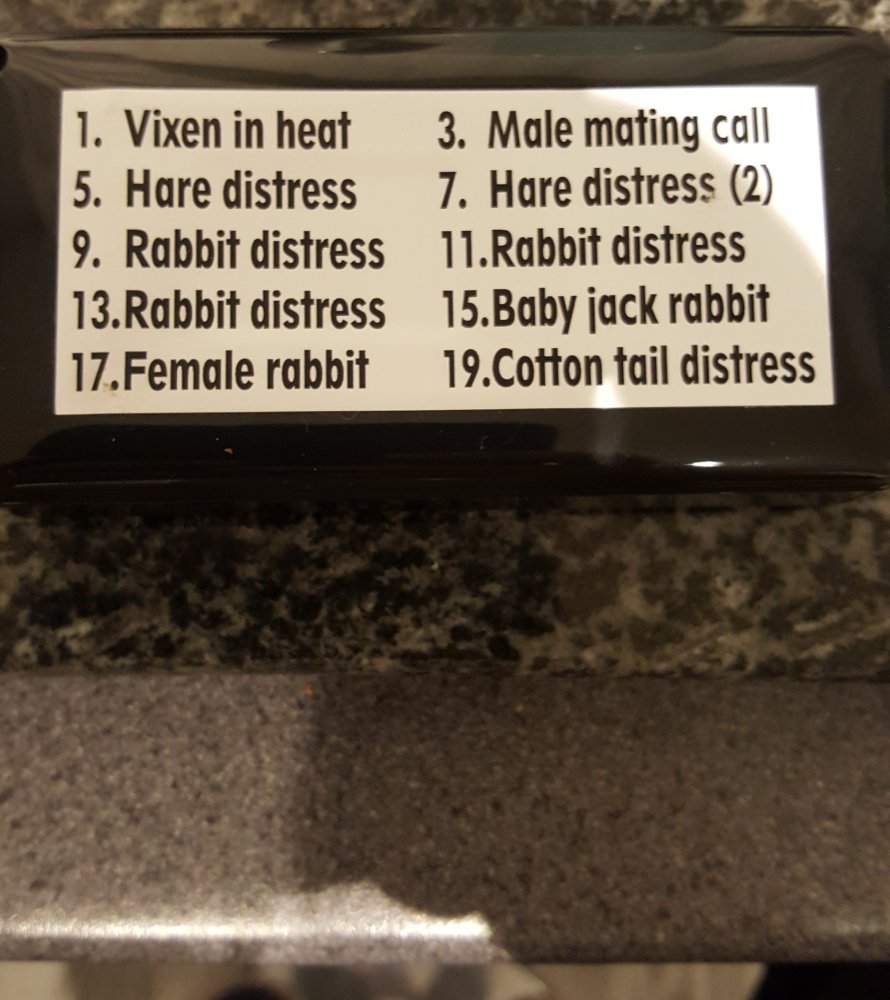 1. Vixen in heat 3. Male mating call
5. Hare distress 7. Hare distress (2)
9. Rabbit distress 11.Rabbit distress
13.Rabbit distress 15.Baby jack rabbit
17.Female rabbit 19.Cotton tail distress